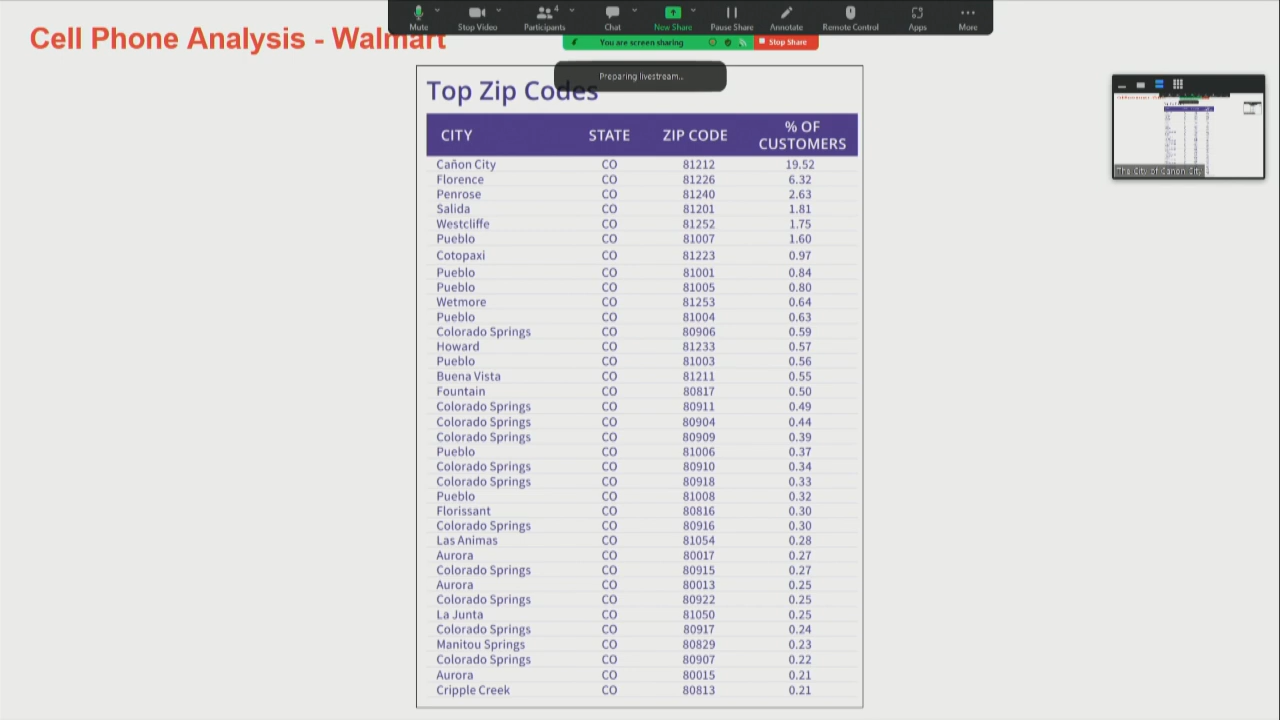 Mute
Stop Video
Participants
4
Chat
New Share
Pause Share
Annotate
Remote Control
Apps
More
You are screen sharing
Stop Share
Cell Phone Analysis - Walmart
Preparing livestream...
Top Zip Codes
CITY STATE ZIP CODE % OF CUSTOMERS
Cañon City CO 81212 19.52
Florence CO 81226 6.32
Penrose CO 81240 2.63
Salida CO 81201 1.81
Westcliffe CO 81252 1.75
Pueblo CO 81007 1.60
Cotopaxi CO 81223 0.97
Pueblo CO 81001 0.84
Pueblo CO 81005 0.80
Wetmore CO 81253 0.64
Pueblo CO 81004 0.63
Colorado Springs CO 80906 0.59
Howard CO 81233 0.57
Pueblo CO 81003 0.56
Buena Vista CO 81211 0.55
Fountain CO 80817 0.50
Colorado Springs CO 80911 0.49
Colorado Springs CO 80904 0.44
Colorado Springs CO 80909 0.39
Pueblo CO 81006 0.37
Colorado Springs CO 80910 0.34
Colorado Springs CO 80918 0.33
Pueblo CO 81008 0.32
Florissant CO 80816 0.30
Colorado Springs CO 80916 0.30
Las Animas CO 81054 0.28
Aurora CO 80017 0.27
Colorado Springs CO 80915 0.27
Aurora CO 80013 0.25
Colorado Springs CO 80922 0.25
La Junta CO 81050 0.25
Colorado Springs CO 80917 0.24
Manitou Springs CO 80829 0.23
Colorado Springs CO 80907 0.22
Aurora CO 80015 0.21
Cripple Creek CO 80813 0.21
The City of Canon City